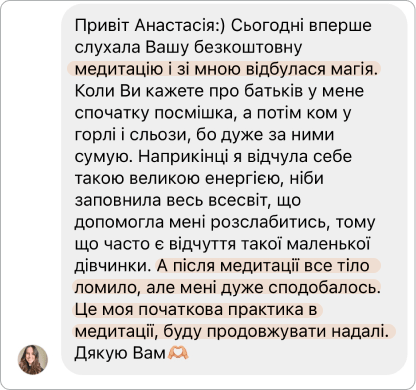 Привіт Анастасія:) Сьогодні вперше
слухала Вашу безкоштовну
медитацію і зі мною відбулася магія.
Коли Ви кажете про батьків у мене
спочатку посмішка, а потім ком у
горлі і сльози, бо дуже за ними
сумую. Наприкінці я відчула себе
такою великою енергією, ніби
заповнила весь всесвіт, що
допомогла мені розслабитись, тому
що часто є відчуття такої маленької
дівчинки. А після медитації все тіло
ломило, але мені дуже сподобалось.
Це моя початкова практика в
медитації, буду продовжувати надалі.
Дякую Вам🫶🏻